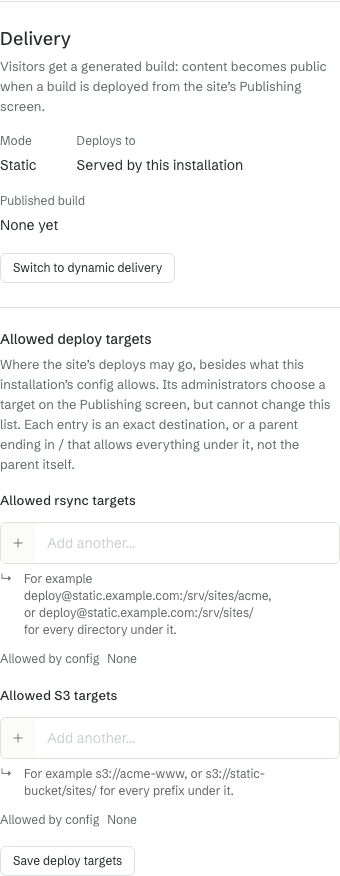 Delivery
Visitors get a generated build: content becomes public
when a build is deployed from the site's Publishing
screen.
Mode
Deploys to
Static
Served by this installation
Published build
None yet
Switch to dynamic delivery
Allowed deploy targets
Where the site's deploys may go, besides what this
installation's config allows. Its administrators choose a
target on the Publishing screen, but cannot change this
list. Each entry is an exact destination, or a parent
ending in / that allows everything under it, not the
parent itself.
Allowed rsync targets
+ Add another...
↳ For example
deploy@static.example.com:/srv/sites/acme,
or deploy@static.example.com:/srv/sites/
for every directory under it.
Allowed by config None
Allowed S3 targets
+ Add another...
↳ For example s3://acme-www, or s3://static-
bucket/sites/ for every prefix under it.
Allowed by config None
Save deploy targets